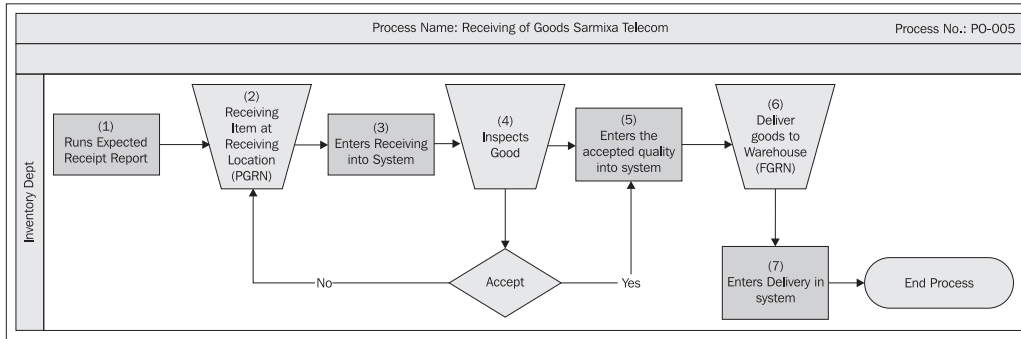 Process Name: Receiving of Goods Sarmixa Telecom
Process No.: PO-005
Inventory Dept
(1)
Runs Expected
Receipt Report
(2)
Receiving
Item at
Receiving
Location
(PGRN)
(3)
Enters Receiving
into System
(4)
Inspects
Good
(5)
Enters the
accepted quality
into system
(6)
Deliver
goods to
Warehouse
(FGRN)
No
Accept
Yes
(7)
Enters Delivery in
system
End Process